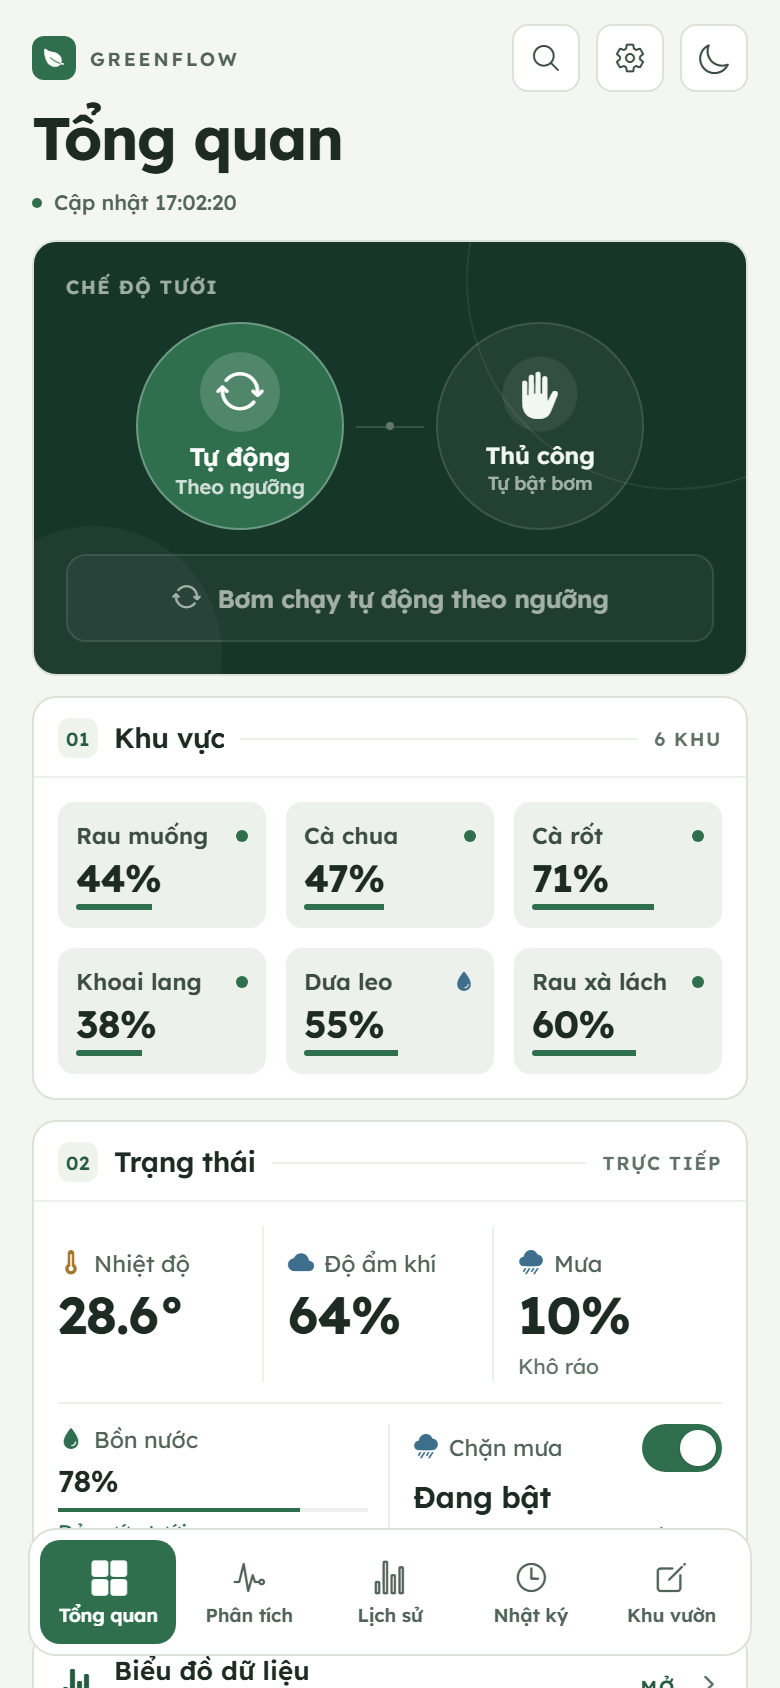 GREENFLOW
Tổng quan
Cập nhật 17:02:20
CHẾ ĐỘ TƯỚI
Tự động
Theo ngưỡng
Thủ công
Tự bật bơm
Bơm chạy tự động theo ngưỡng
01 Khu vực 6 KHU
Rau muống
44%
Cà chua
47%
Cà rốt
71%
Khoai lang
38%
Dưa leo
55%
Rau xà lách
60%
02 Trạng thái TRỰC TIẾP
Nhiệt độ
28.6°
Độ ẩm khí
64%
Mưa
10%
Khô ráo
Bồn nước
78%
Chặn mưa
Đang bật
Tổng quan
Phân tích
Lịch sử
Nhật ký
Khu vườn
Biểu đồ dữ liệu
MỞ